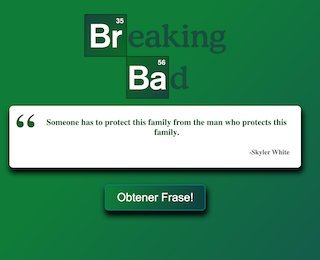 35
Breaking
56
Bad
“ Someone has to protect this family from the man who protects this
family.
-Skyler White
Obtener Frase!